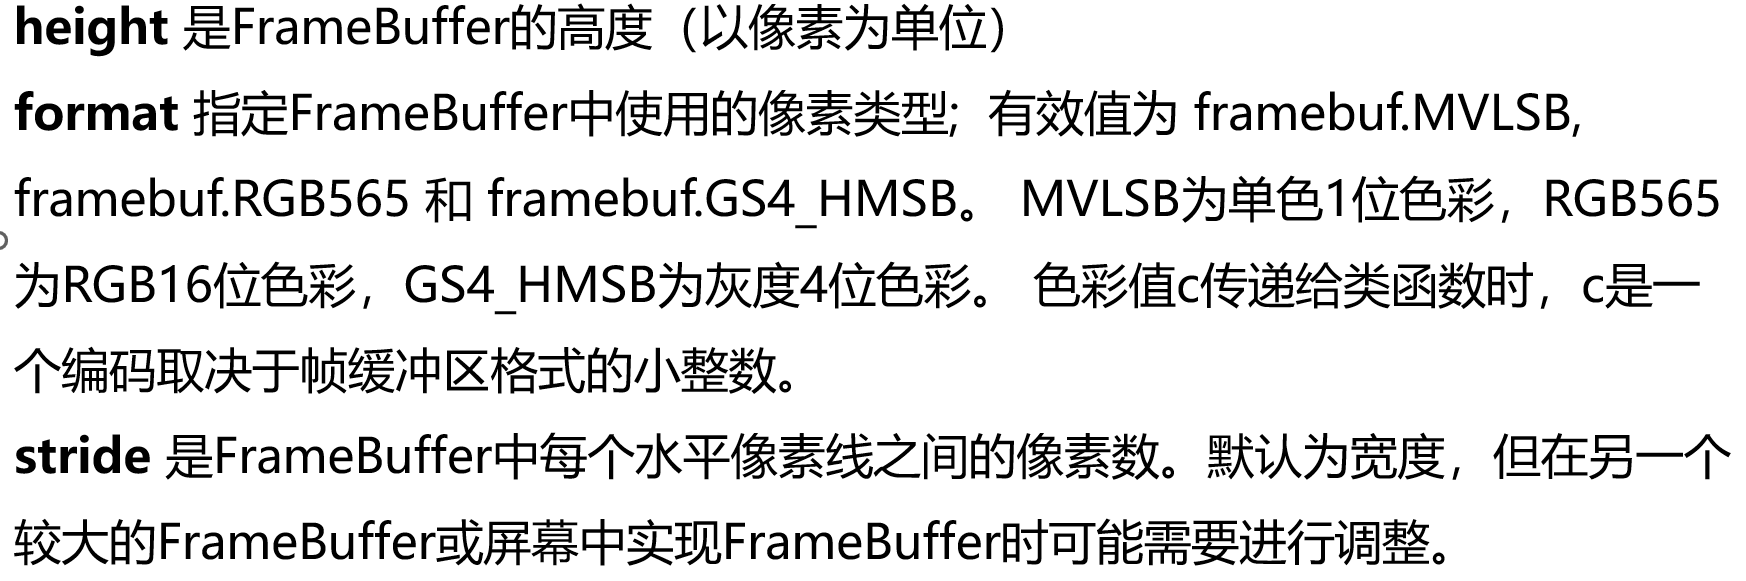 height 是FrameBuffer的高度（以像素为单位）
format 指定FrameBuffer中使用的像素类型；有效值为 framebuf.MVLSB,
framebuf.RGB565 和 framebuf.GS4_HMSB。 MVLSB为单色1位色彩，RGB565
为RGB16位色彩，GS4_HMSB为灰度4位色彩。 色彩值c传递给类函数时，c是一
个编码取决于帧缓冲区格式的小整数。
stride 是FrameBuffer中每个水平像素线之间的像素数。默认为宽度，但在另一个
较大的FrameBuffer或屏幕中实现FrameBuffer时可能需要进行调整。